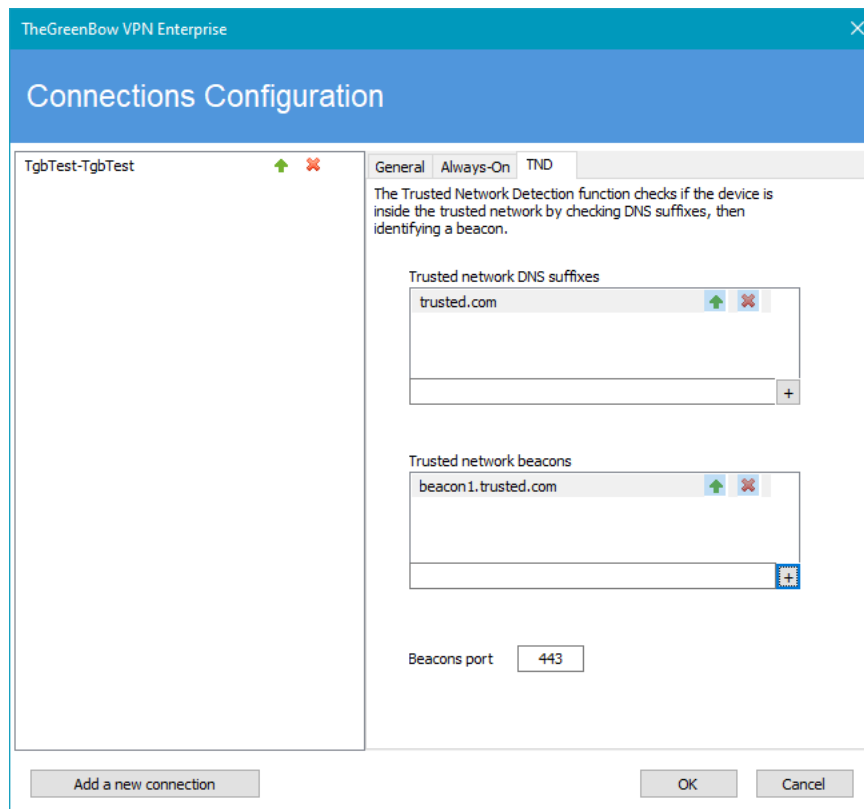 TheGreenBow VPN Enterprise
Connections Configuration
TgbTest-TgbTest
General Always-On TND
The Trusted Network Detection function checks if the device is
inside the trusted network by checking DNS suffixes, then
identifying a beacon.
Trusted network DNS suffixes
trusted.com
+
Trusted network beacons
beacon1.trusted.com
+
Beacons port 443
Add a new connection OK Cancel